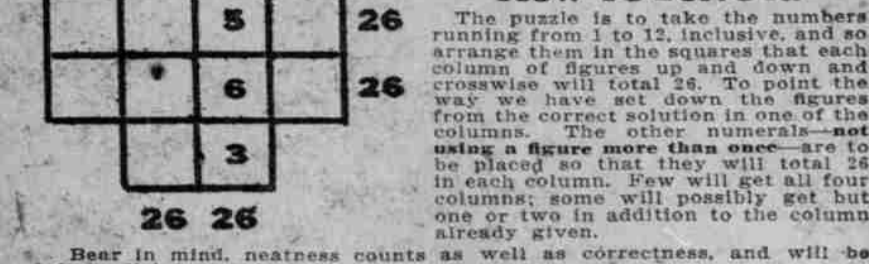 5 26
6 26
3
26 26
The puzzle is to take the numbers
running from 1 to 12, inclusive, and so
arrange them in the squares that each
column of figures up and down and
crosswise will total 26. To point the
way we have set down the figures
from the correct solution in one of the
columns. The other numerals—not
using a figure more than once—are to
be placed so that they will total 26
in each column. Few will get all four
columns; some will possibly get but
one or two in addition to the column
already given.
Bear in mind, neatness counts as well as correctness, and will be